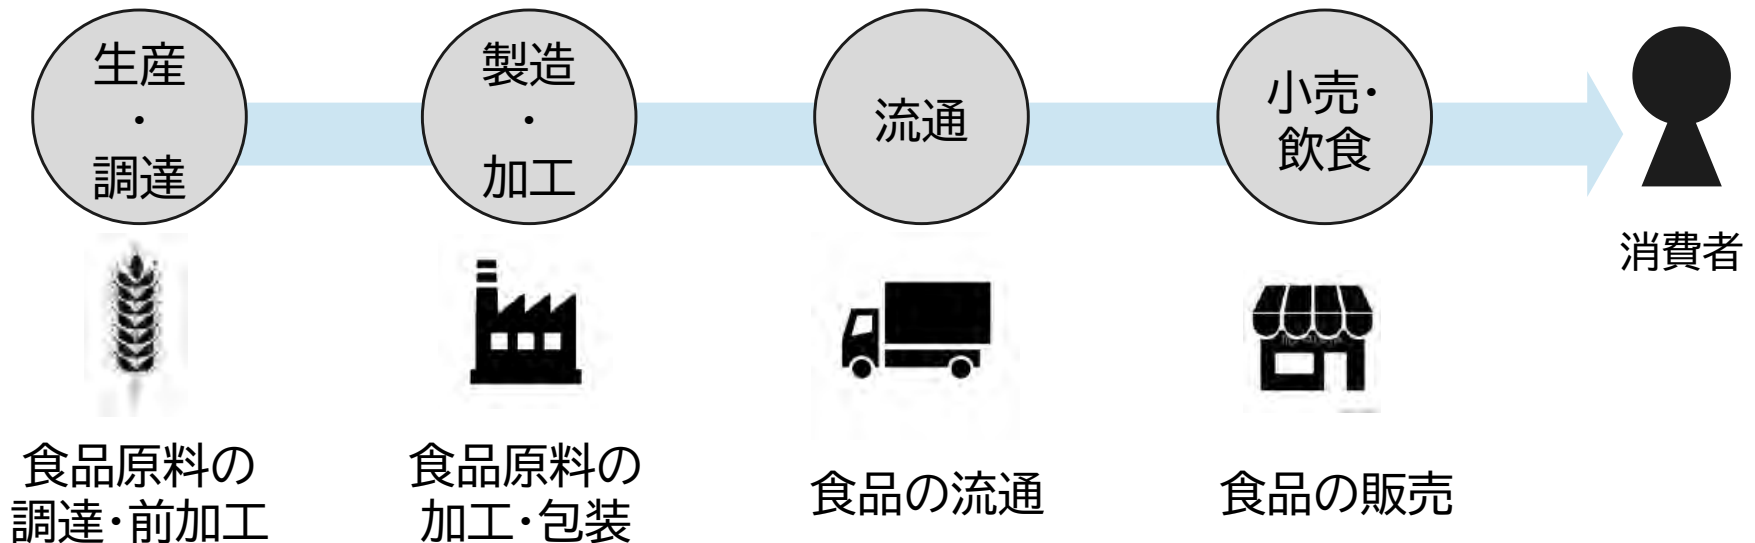 生産
・
調達
製造
・
加工
流通
小売・
飲食
消費者
食品原料の
調達・前加工
食品原料の
加工・包装
食品の流通
食品の販売